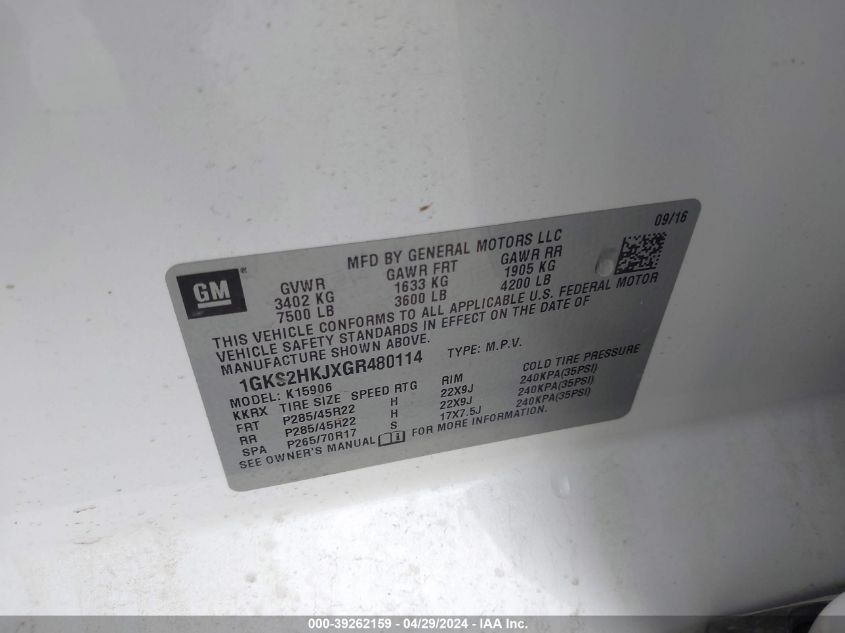 09/16
MFD BY GENERAL MOTORS LLC
GM®
GVWR GAWR FRT GAWR RR
3402 KG 1633 KG 1905 KG
7500 LB 3600 LB 4200 LB
THIS VEHICLE CONFORMS TO ALL APPLICABLE U.S. FEDERAL MOTOR
VEHICLE SAFETY STANDARDS IN EFFECT ON THE DATE OF
MANUFACTURE SHOWN ABOVE.
1GKS2HKJXGR480114 TYPE: M.P.V.
MODEL: K15906
KKRX TIRE SIZE SPEED RTG RIM COLD TIRE PRESSURE
FRT P285/45R22 H 22X9J 240KPA(35PSI)
RR P285/45R22 H 22X9J 240KPA(35PSI)
SPA P265/70R17 S 17X7.5J 240KPA(35PSI)
SEE OWNER'S MANUAL FOR MORE INFORMATION.
000-39262159 - 04/29/2024 - IAA Inc.